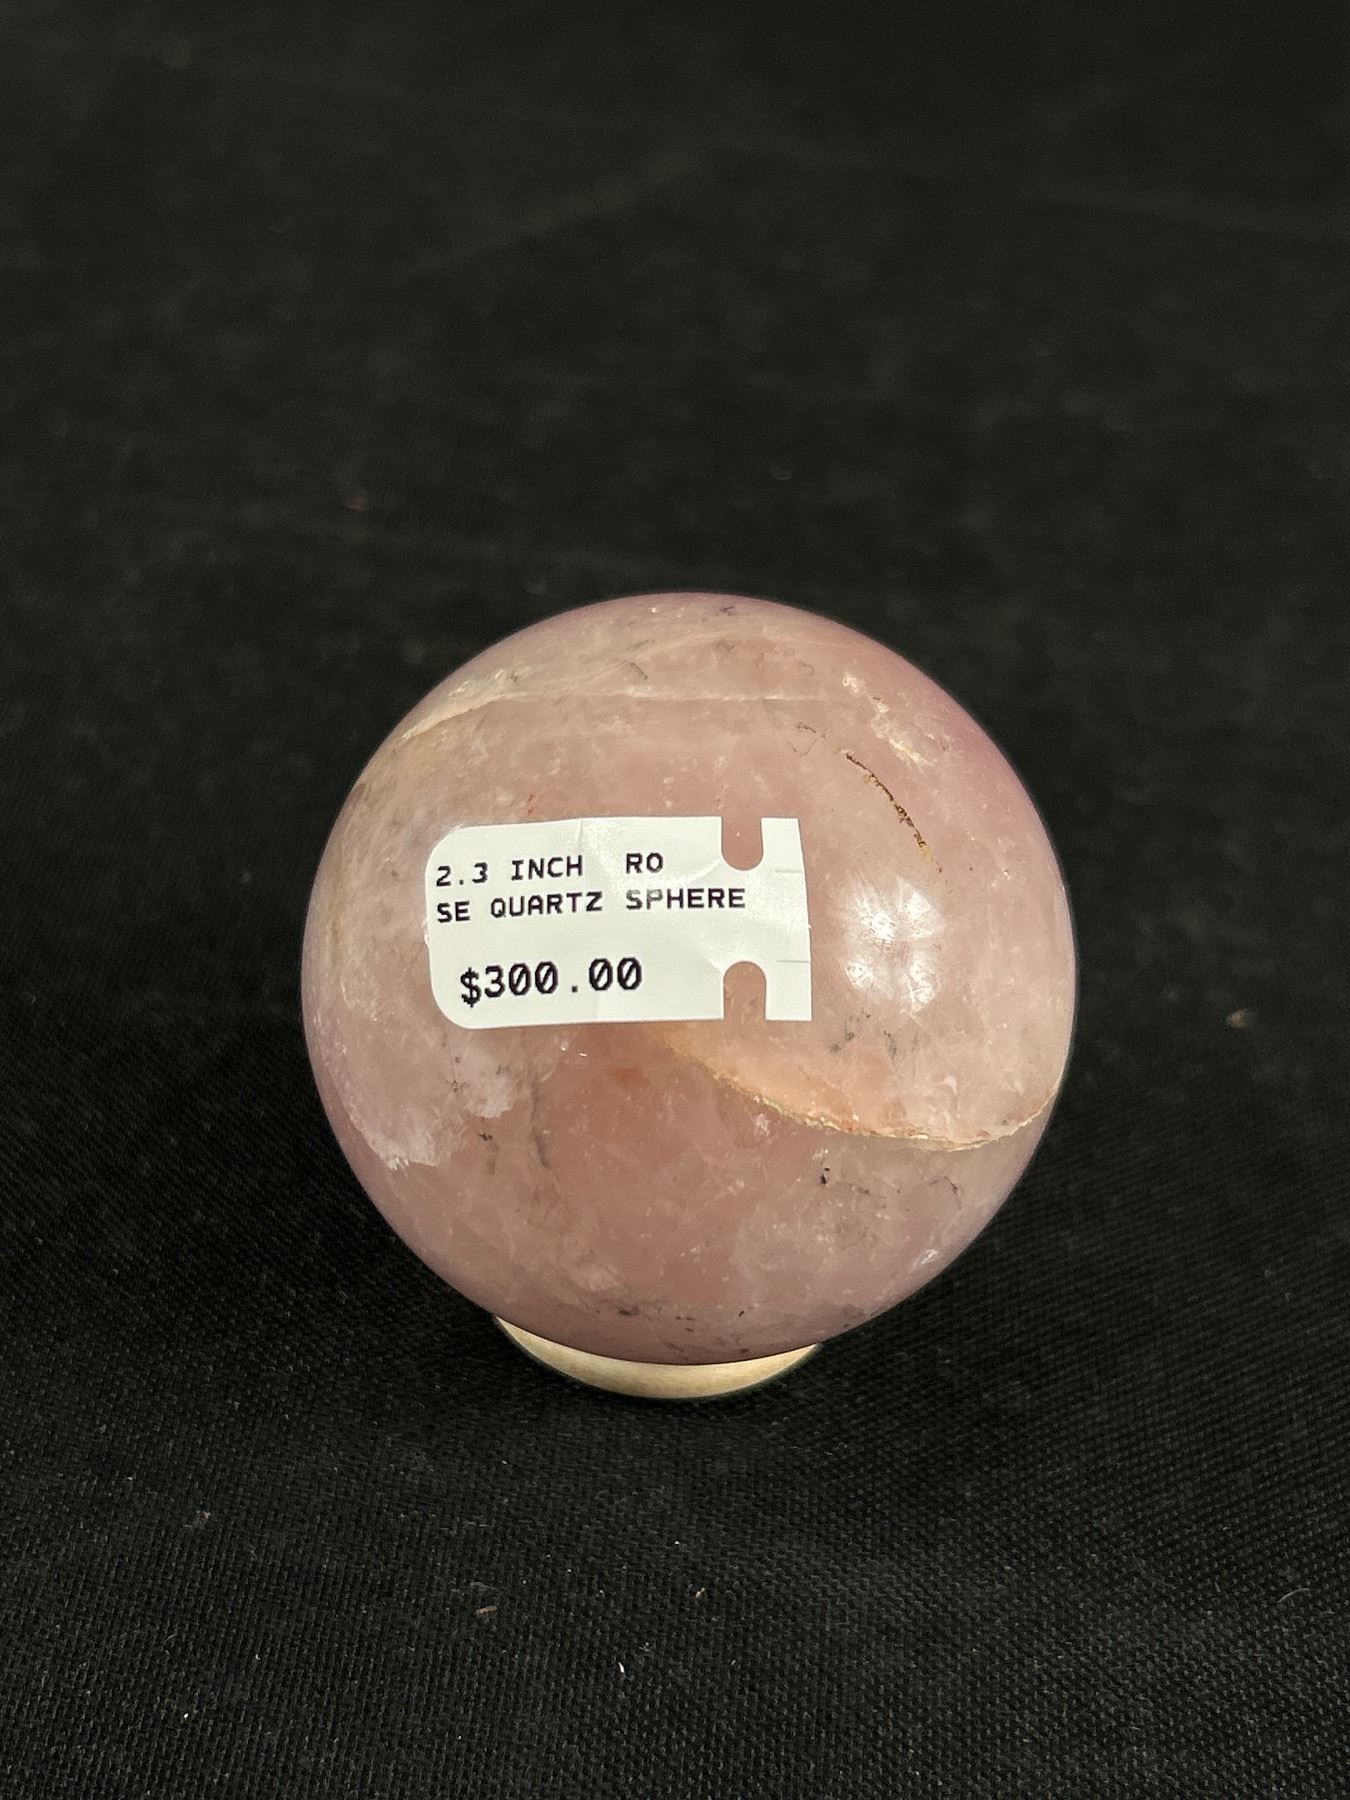 2.3 INCH RO
SE QUARTZ SPHERE
$300.00